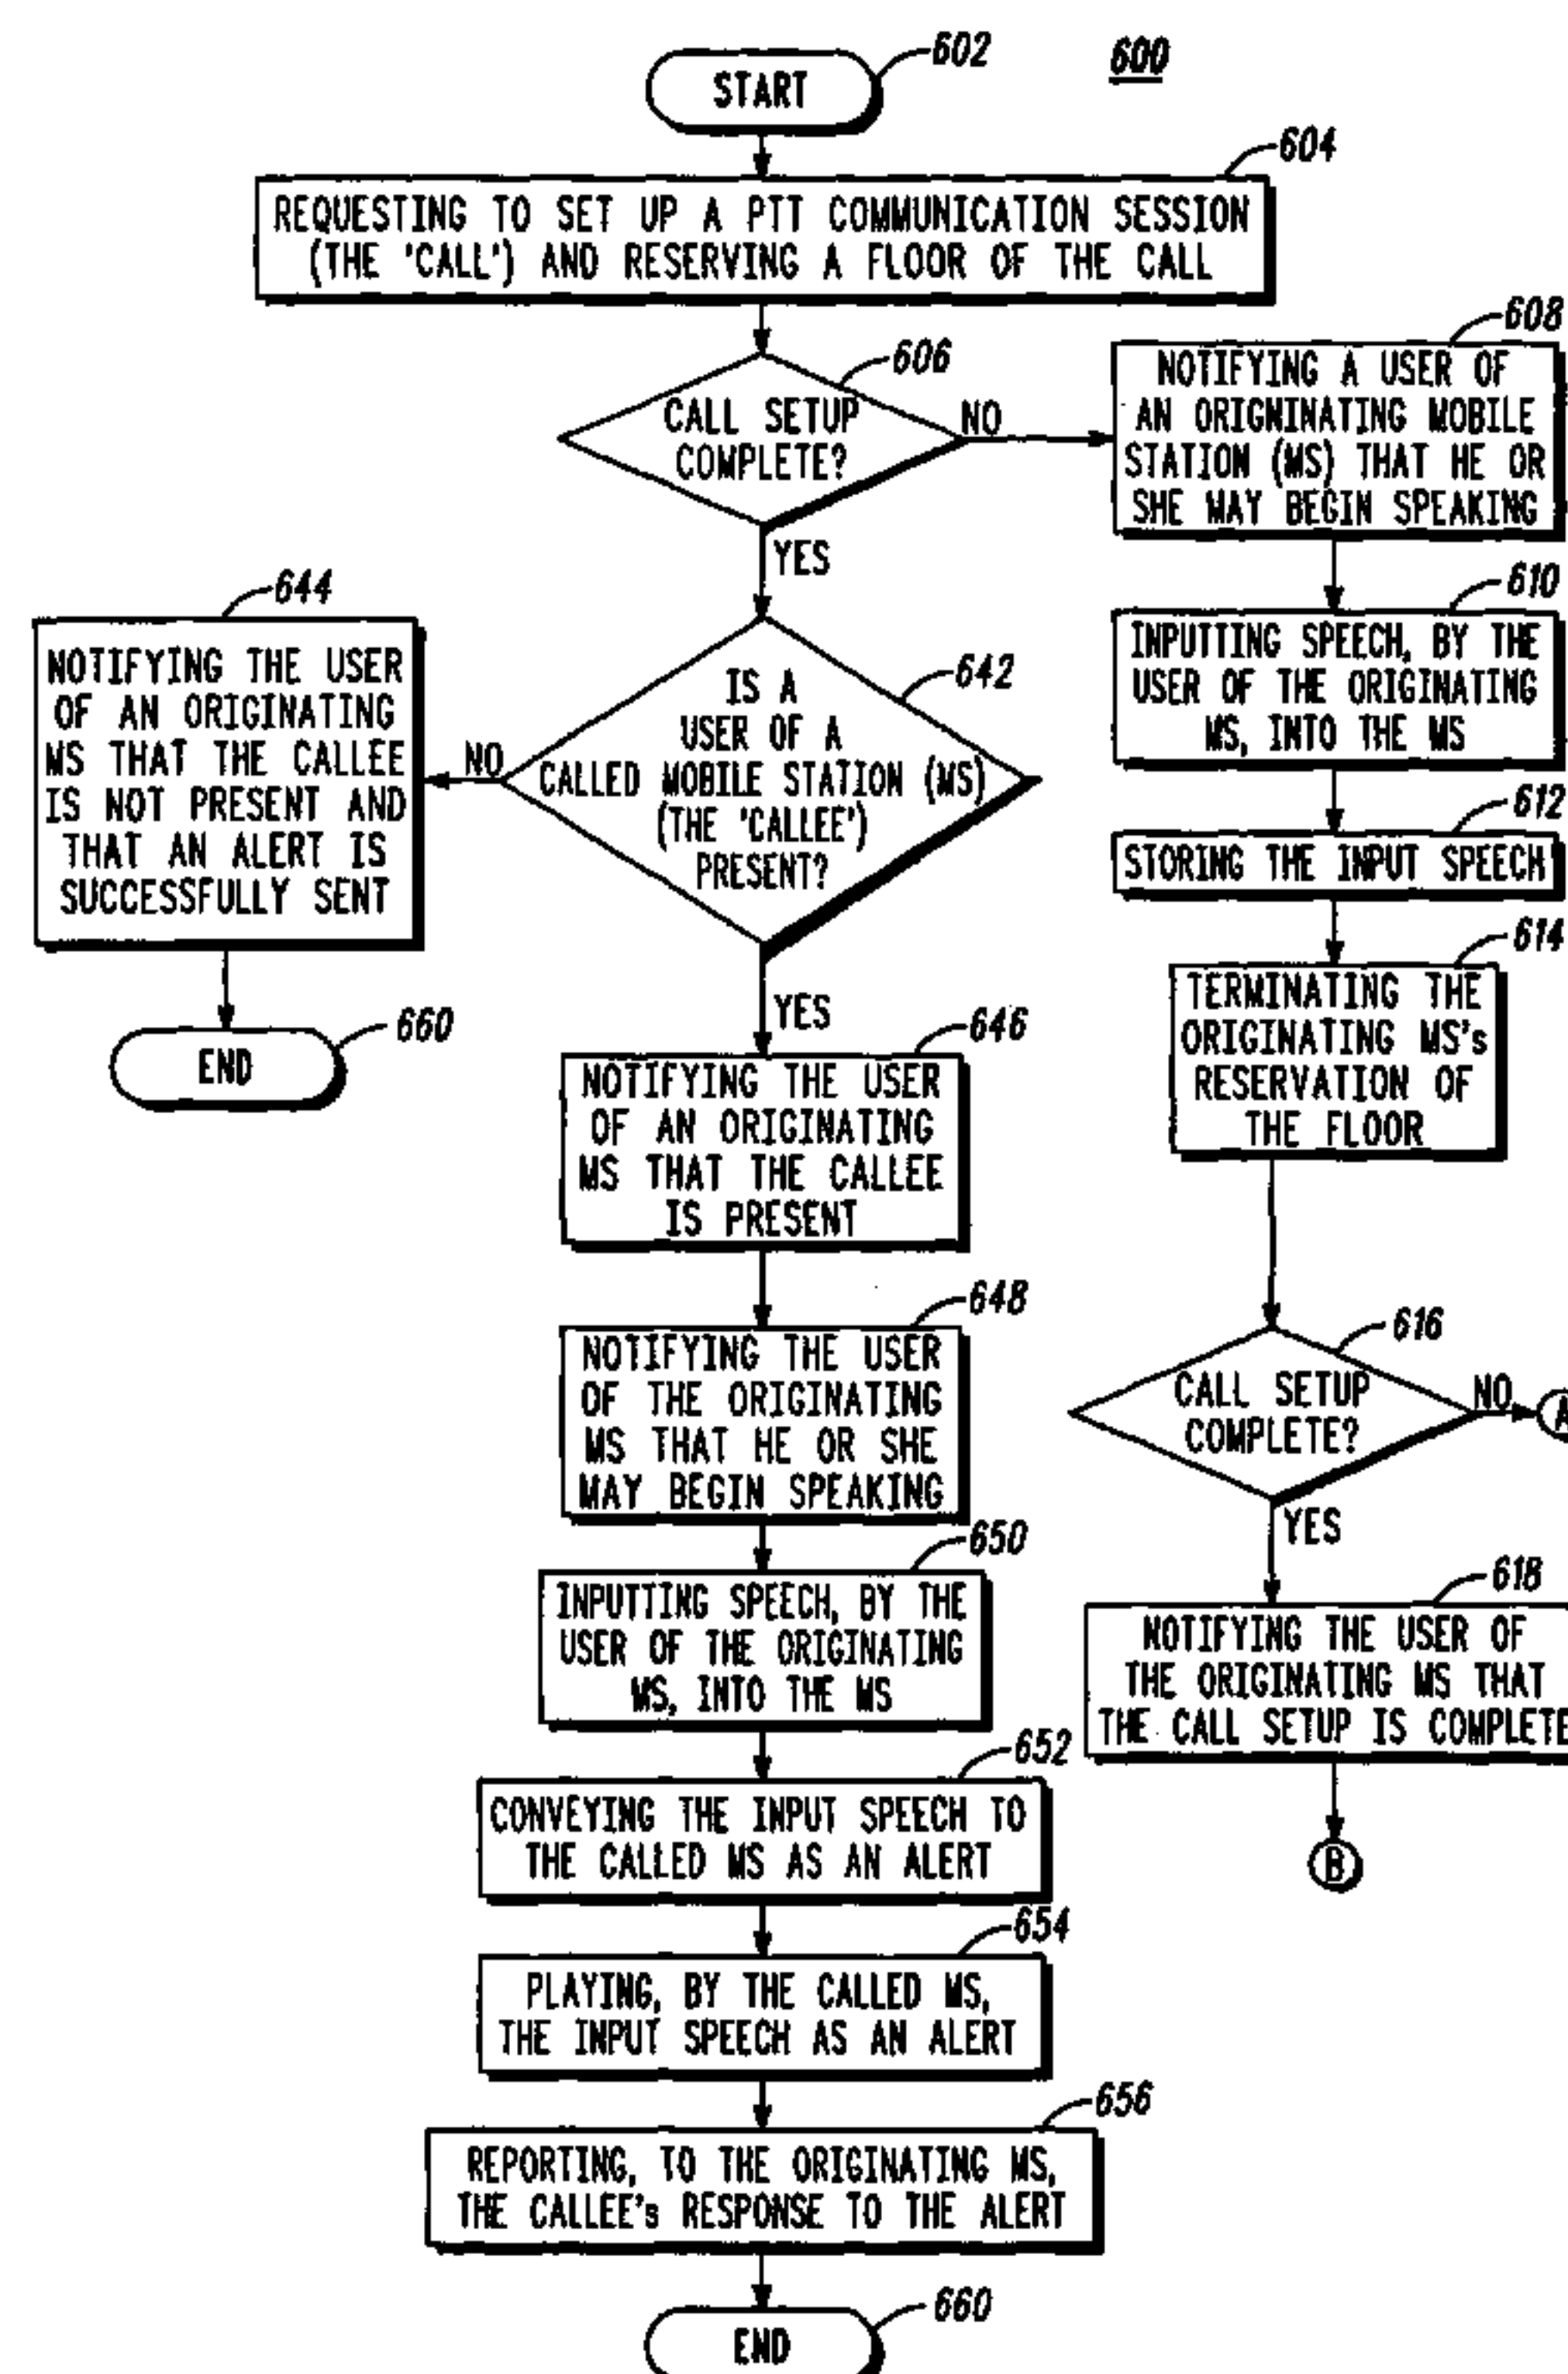 602
600
START
604
REQUESTING TO SET UP A PTT COMMUNICATION SESSION
(THE 'CALL') AND RESERVING A FLOOR OF THE CALL
606
CALL SETUP
COMPLETE?
NO
YES
608
NOTIFYING A USER OF
AN ORIGNINATING MOBILE
STATION (MS) THAT HE OR
SHE MAY BEGIN SPEAKING
610
INPUTTING SPEECH, BY THE
USER OF THE ORIGINATING
MS, INTO THE MS
612
STORING THE INPUT SPEECH
614
TERMINATING THE
ORIGINATING MS's
RESERVATION OF
THE FLOOR
616
CALL SETUP
COMPLETE?
NO
A
YES
618
NOTIFYING THE USER OF
THE ORIGINATING MS THAT
THE CALL SETUP IS COMPLETE
B
642
IS A
USER OF A
CALLED MOBILE STATION (MS)
(THE 'CALLEE')
PRESENT?
NO
YES
644
NOTIFYING THE USER
OF AN ORIGINATING
MS THAT THE CALLEE
IS NOT PRESENT AND
THAT AN ALERT IS
SUCCESSFULLY SENT
660
END
646
NOTIFYING THE USER
OF AN ORIGINATING
MS THAT THE CALLEE
IS PRESENT
648
NOTIFYING THE USER
OF THE ORIGINATING
MS THAT HE OR SHE
MAY BEGIN SPEAKING
650
INPUTTING SPEECH, BY THE
USER OF THE ORIGINATING
MS, INTO THE MS
652
CONVEYING THE INPUT SPEECH TO
THE CALLED MS AS AN ALERT
654
PLAYING, BY THE CALLED MS,
THE INPUT SPEECH AS AN ALERT
656
REPORTING, TO THE ORIGINATING MS,
THE CALLEE's RESPONSE TO THE ALERT
660
END